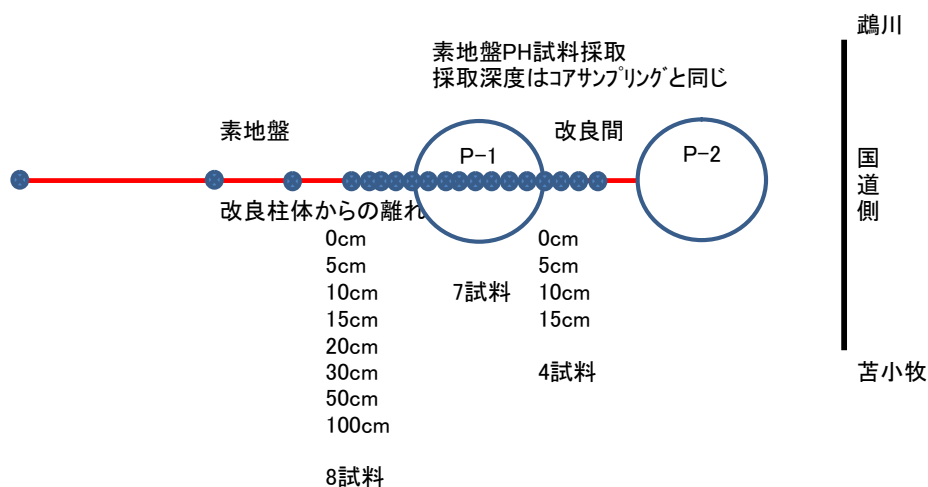 鵡川
素地盤PH試料採取
採取深度はｺｱｻﾝﾌﾟﾘﾝｸﾞと同じ
素地盤
改良間
P-1
P-2
国道側
改良柱体からの離れ
0cm
5cm
10cm
15cm
20cm
30cm
50cm
100cm
8試料
7試料
0cm
5cm
10cm
15cm
4試料
苫小牧